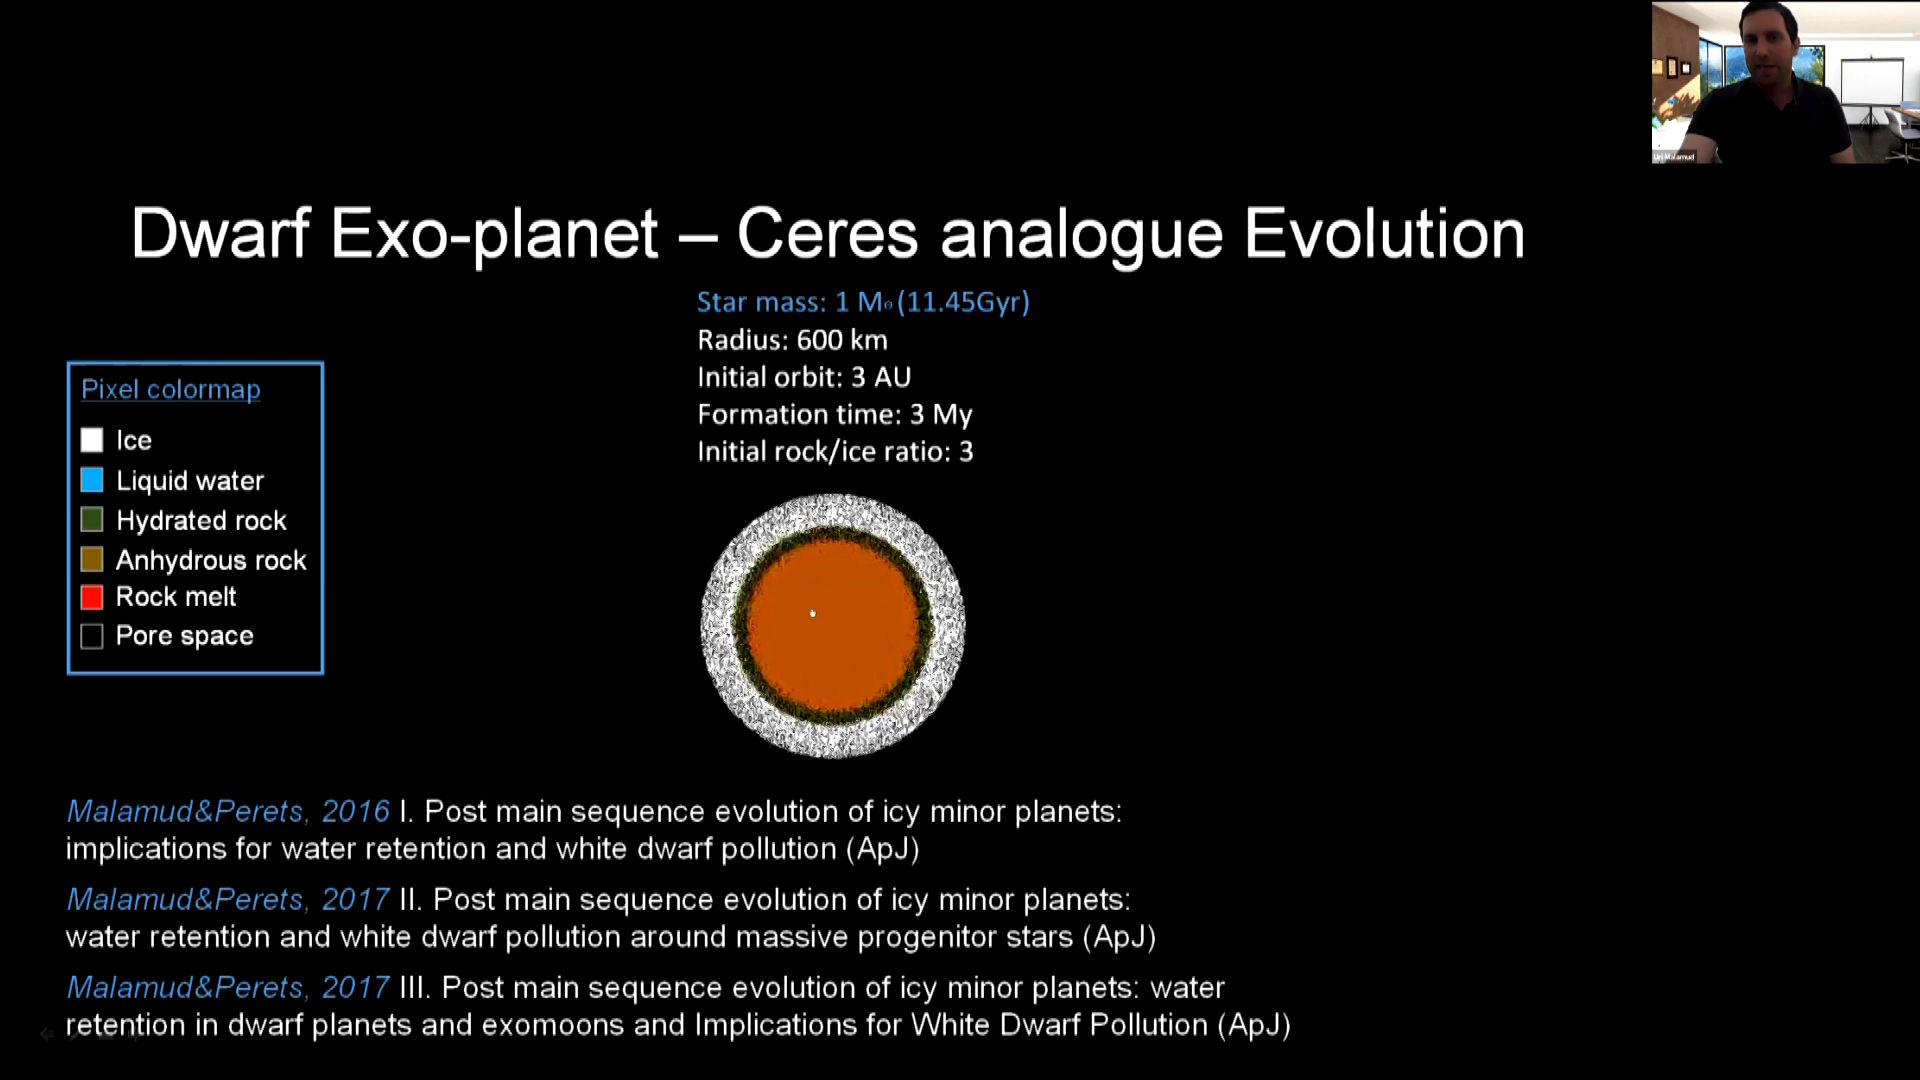 Uri Malamud
Dwarf Exo-planet – Ceres analogue Evolution
Star mass: 1 M⊙ (11.45Gyr)
Radius: 600 km
Initial orbit: 3 AU
Formation time: 3 My
Initial rock/ice ratio: 3
Pixel colormap
Ice
Liquid water
Hydrated rock
Anhydrous rock
Rock melt
Pore space
Malamud&Perets, 2016 I. Post main sequence evolution of icy minor planets:
implications for water retention and white dwarf pollution (ApJ)
Malamud&Perets, 2017 II. Post main sequence evolution of icy minor planets:
water retention and white dwarf pollution around massive progenitor stars (ApJ)
Malamud&Perets, 2017 III. Post main sequence evolution of icy minor planets: water
retention in dwarf planets and exomoons and Implications for White Dwarf Pollution (ApJ)